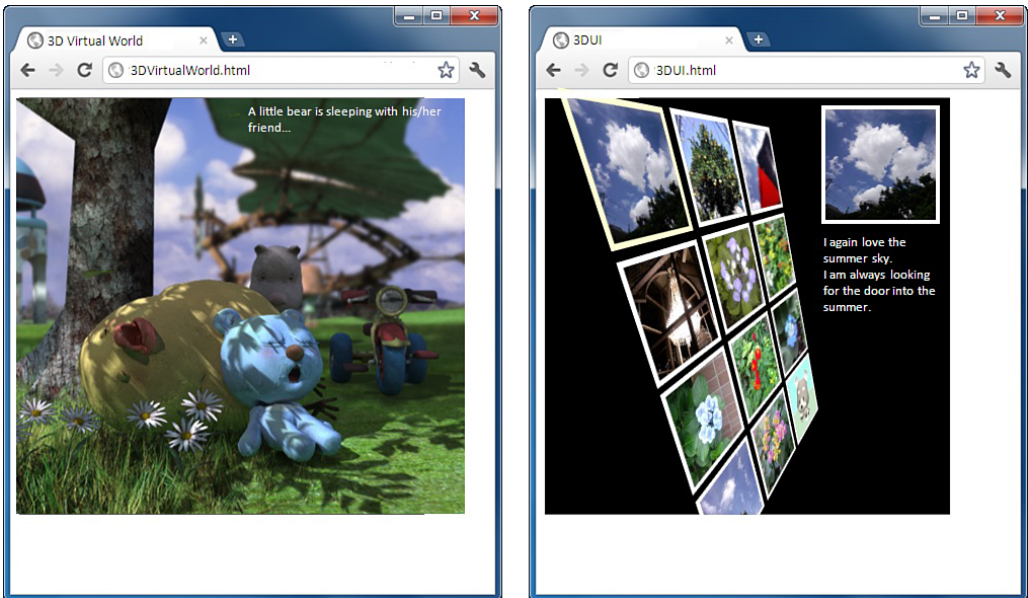 3D Virtual World
3DVirtualWorld.html
A little bear is sleeping with his/her
friend...
3DUI
3DUI.html
I again love the
summer sky.
I am always looking
for the door into the
summer.